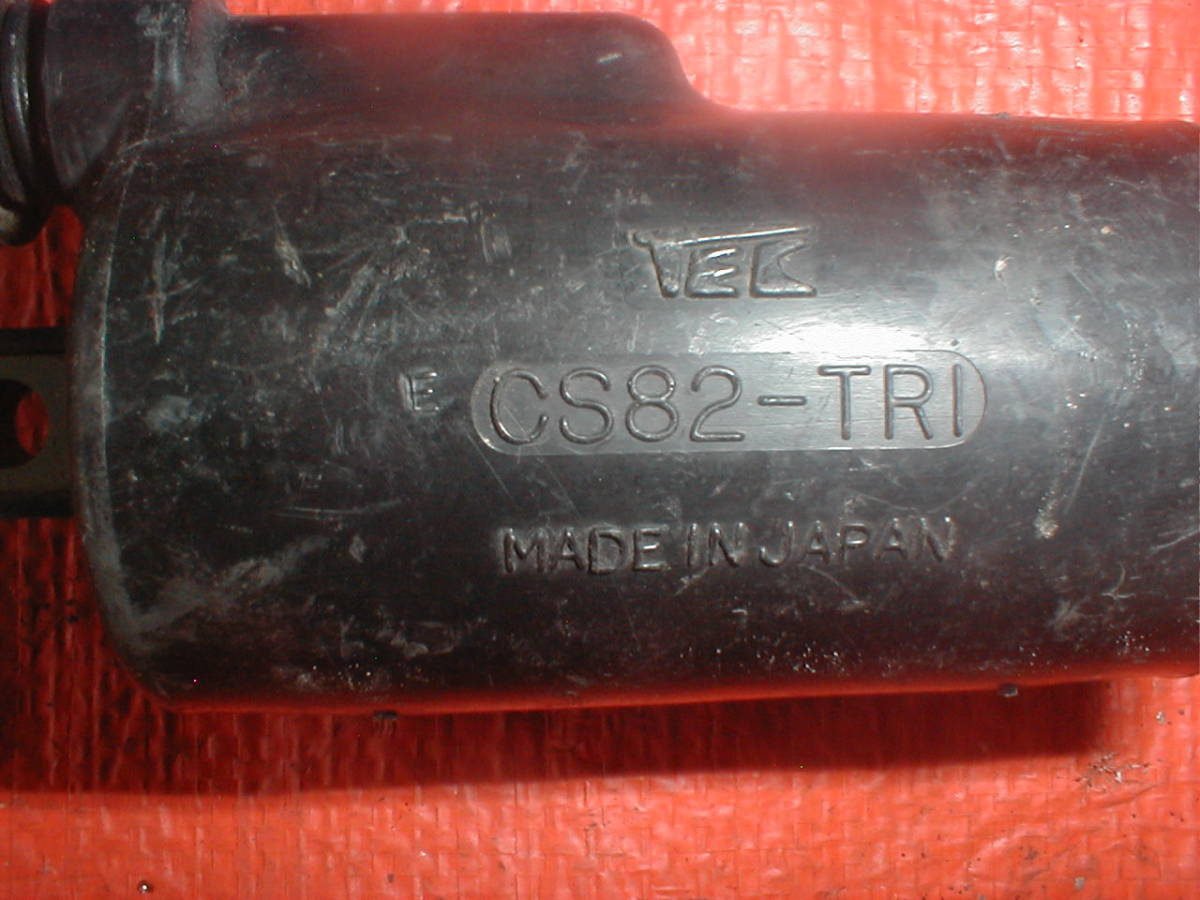 TEC
E CS82-TRI
MADE IN JAPAN